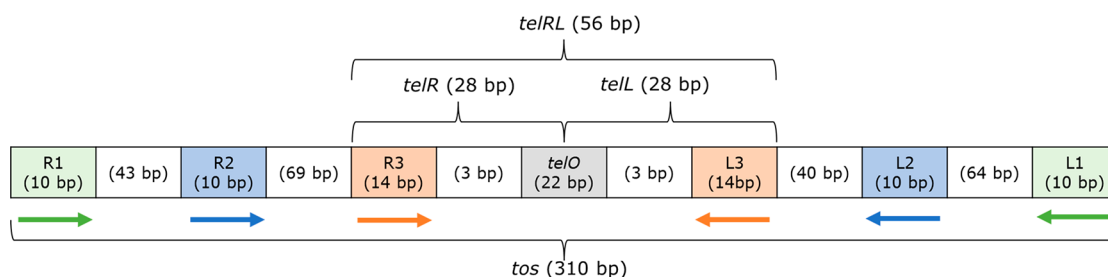 telRL (56 bp)
telR (28 bp) telL (28 bp)
R1 R2 R3 telO L3 L2 L1
(10 bp) (43 bp) (10 bp) (69 bp) (14 bp) (3 bp) (22 bp) (3 bp) (14bp) (40 bp) (10 bp) (64 bp) (10 bp)
tos (310 bp)